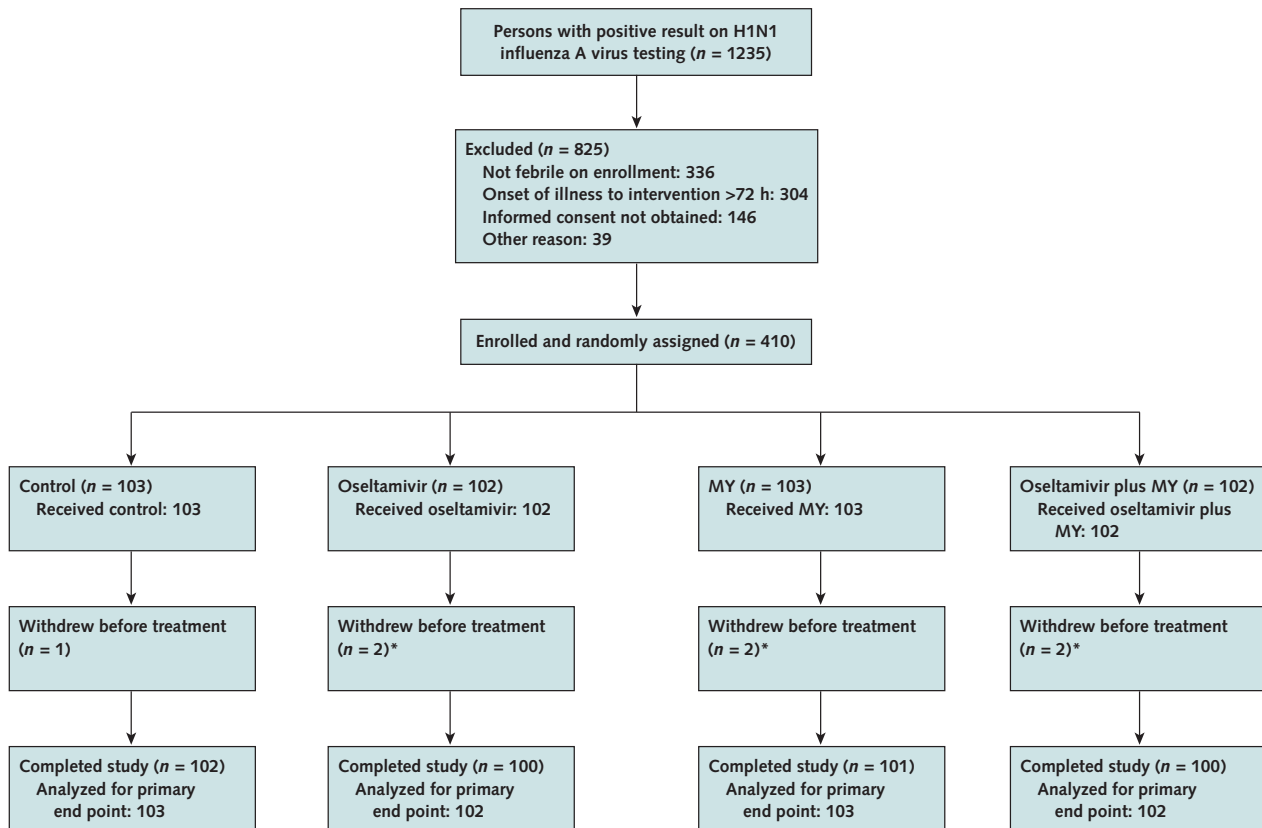 Persons with positive result on H1N1
influenza A virus testing (n = 1235)
Excluded (n = 825)
Not febrile on enrollment: 336
Onset of illness to intervention >72 h: 304
Informed consent not obtained: 146
Other reason: 39
Enrolled and randomly assigned (n = 410)
Control (n = 103)
Received control: 103
Oseltamivir (n = 102)
Received oseltamivir: 102
MY (n = 103)
Received MY: 103
Oseltamivir plus MY (n = 102)
Received oseltamivir plus
MY: 102
Withdrew before treatment
(n = 1)
Withdrew before treatment
(n = 2)*
Withdrew before treatment
(n = 2)*
Withdrew before treatment
(n = 2)*
Completed study (n = 102)
Analyzed for primary
end point: 103
Completed study (n = 100)
Analyzed for primary
end point: 102
Completed study (n = 101)
Analyzed for primary
end point: 103
Completed study (n = 100)
Analyzed for primary
end point: 102